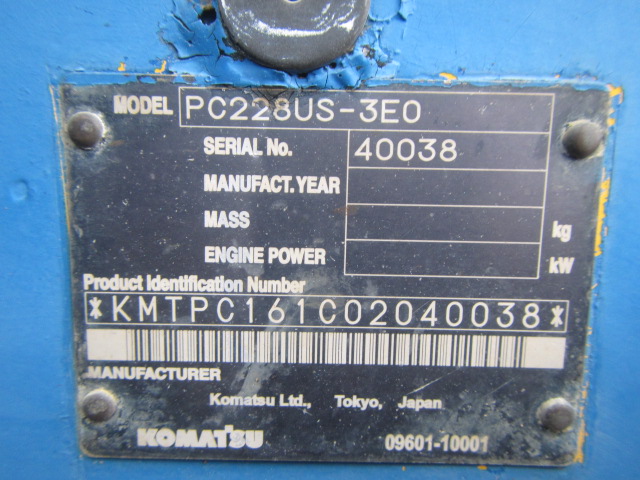 MODEL PC228US-3E0
SERIAL No. 40038
MANUFACT. YEAR
MASS kg
ENGINE POWER kW
Product Identification Number
*KMTPC161C02040038*
MANUFACTURER
Komatsu Ltd., Tokyo, Japan
KOMATSU 09601-10001